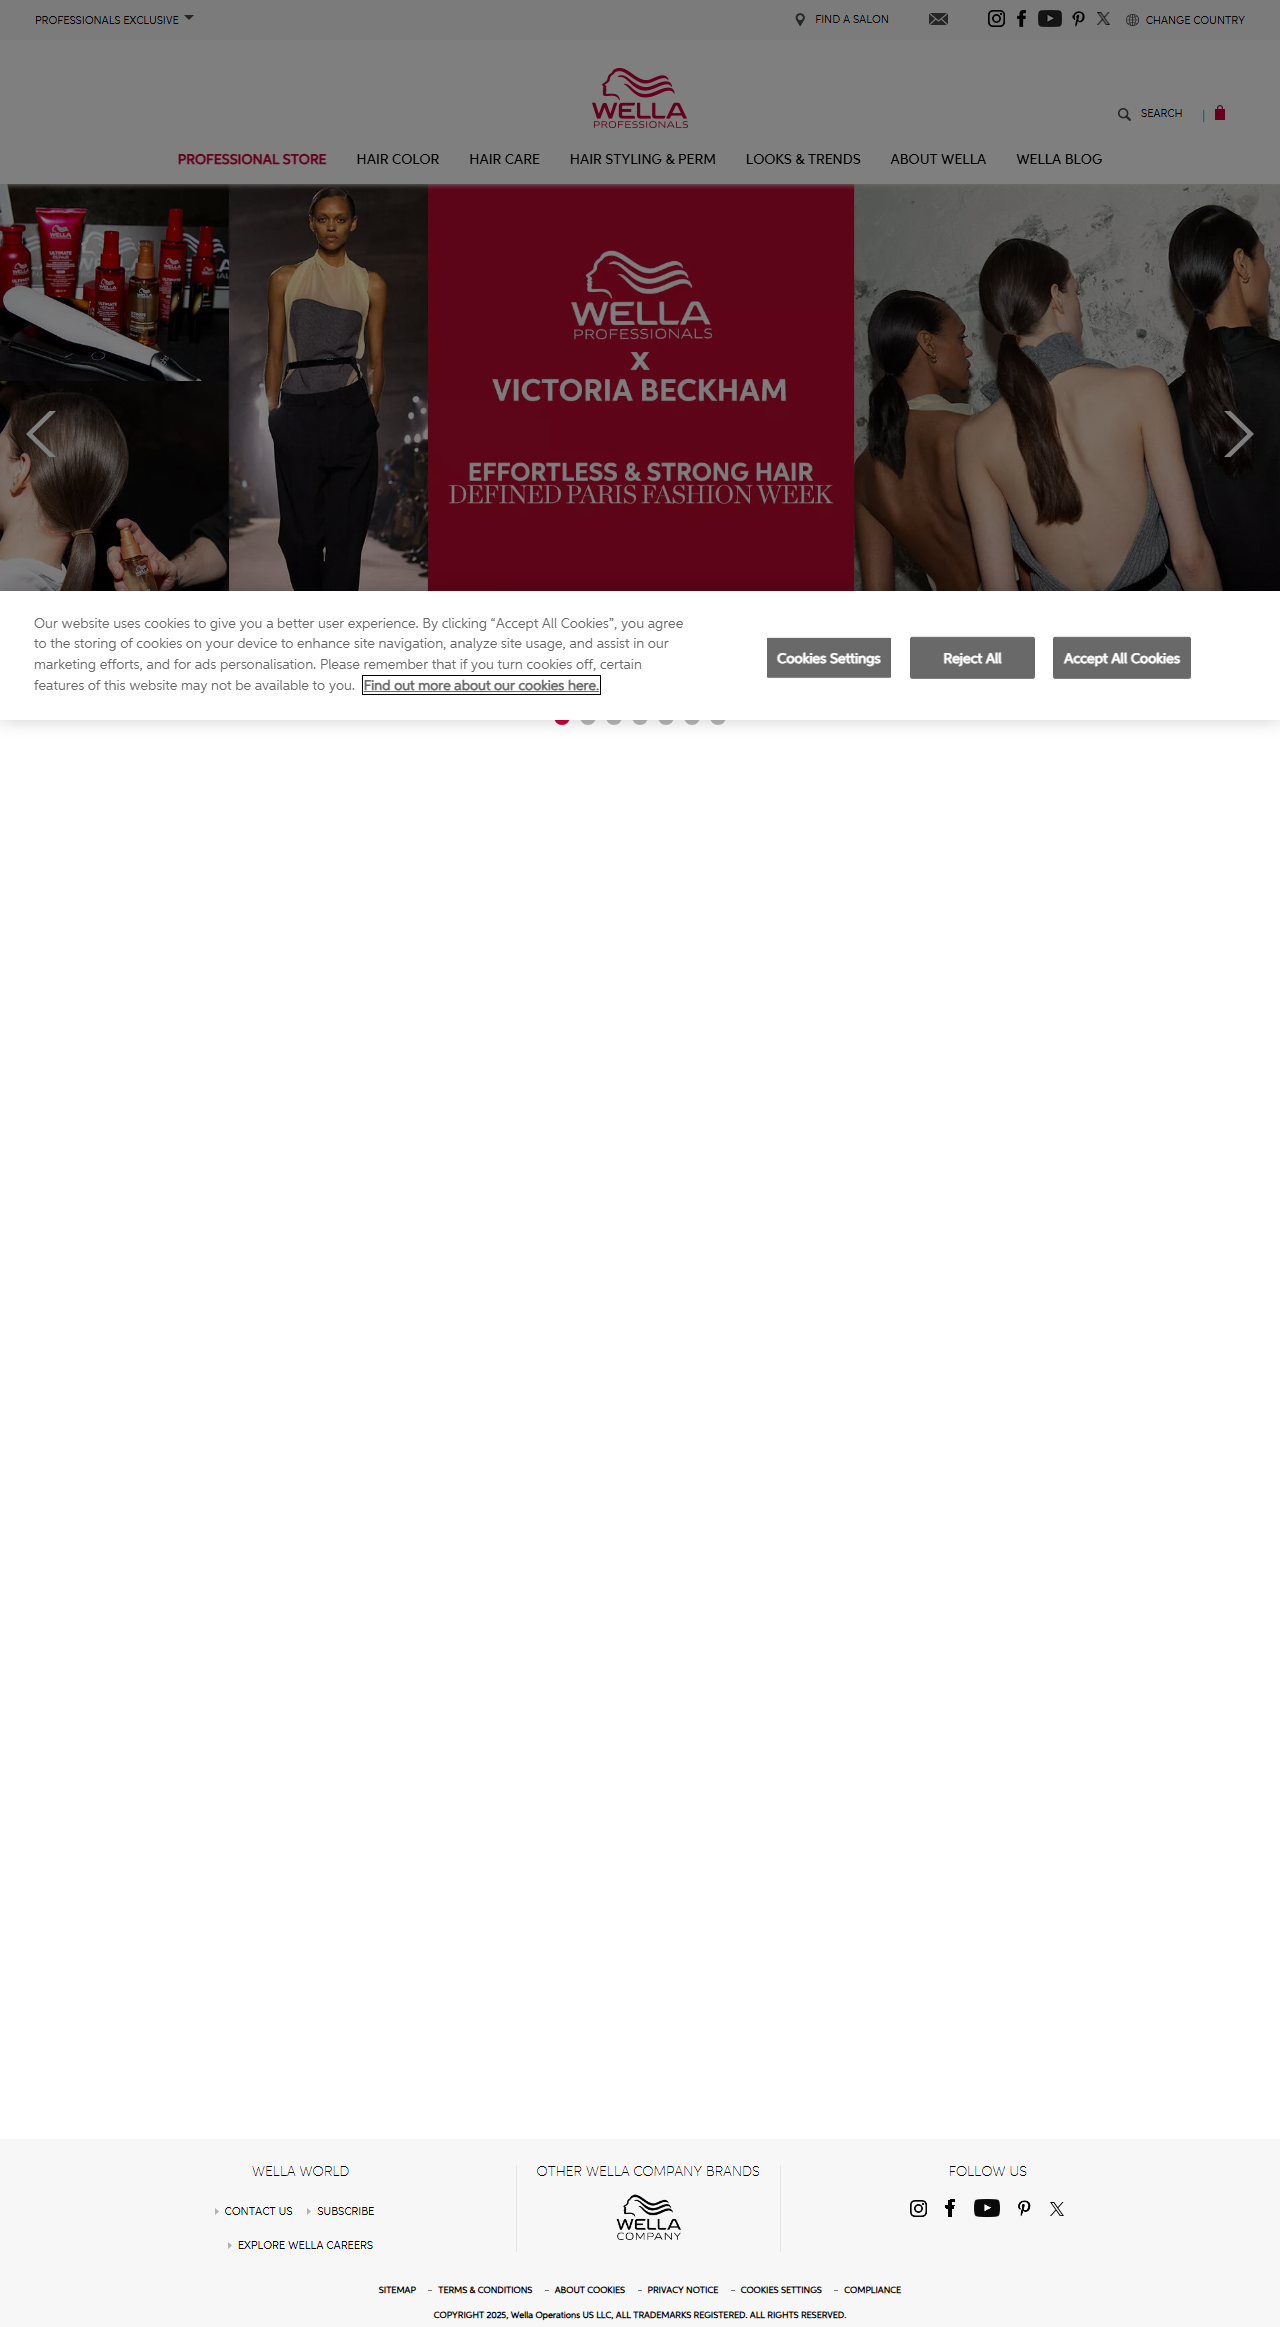 PROFESSIONALS EXCLUSIVE
FIND A SALON
CHANGE COUNTRY
WELLA
PROFESSIONALS
SEARCH
PROFESSIONAL STORE
HAIR COLOR
HAIR CARE
HAIR STYLING & PERM
LOOKS & TRENDS
ABOUT WELLA
WELLA BLOG
WELLA
ULTIMATE
REPAIR
WELLA
PROFESSIONALS
X
VICTORIA BECKHAM
EFFORTLESS & STRONG HAIR
DEFINED PARIS FASHION WEEK
Our website uses cookies to give you a better user experience. By clicking “Accept All Cookies”, you agree
to the storing of cookies on your device to enhance site navigation, analyze site usage, and assist in our
marketing efforts, and for ads personalisation. Please remember that if you turn cookies off, certain
features of this website may not be available to you. Find out more about our cookies here.
Cookies Settings
Reject All
Accept All Cookies
WELLA WORLD
CONTACT US
SUBSCRIBE
EXPLORE WELLA CAREERS
OTHER WELLA COMPANY BRANDS
WELLA
COMPANY
FOLLOW US
SITEMAP – TERMS & CONDITIONS – ABOUT COOKIES – PRIVACY NOTICE – COOKIES SETTINGS – COMPLIANCE
COPYRIGHT 2025, Wella Operations US LLC, ALL TRADEMARKS REGISTERED. ALL RIGHTS RESERVED.